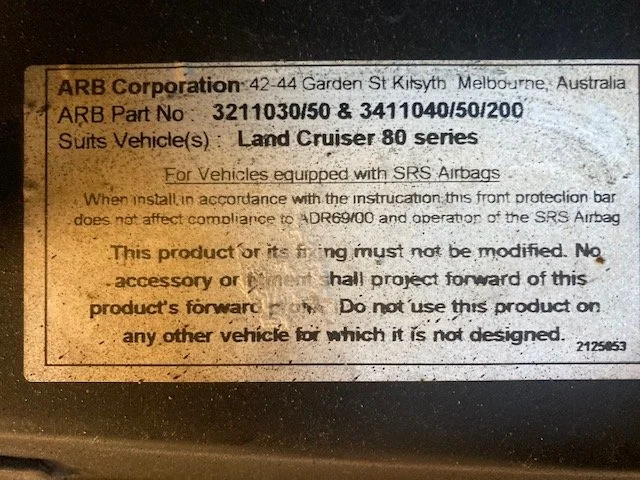 ARB Corporation 42-44 Garden St Kilsyth Melbourne, Australia
ARB Part No : 3211030/50 & 3411040/50/200
Suits Vehicle(s) : Land Cruiser 80 series
For Vehicles equipped with SRS Airbags
When install, in accordance with the instrucation this front protection bar
does not affect compliance to ADR69/00 and operation of the SRS Airbag
This product or its fixing must not be modified. No
accessory or shall project forward of this
product's forward Do not use this product on
any other vehicle for which it is not designed.
2125853